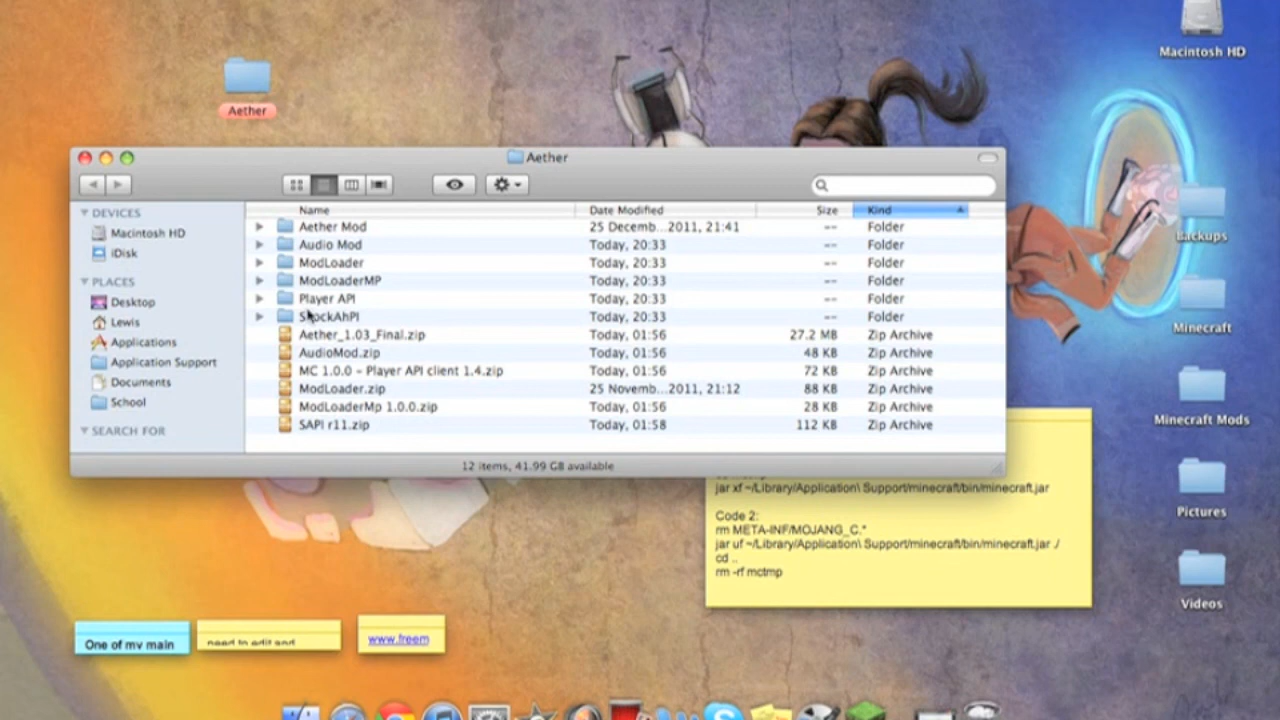 Macintosh HD
Aether
Aether
DEVICES
Macintosh HD
iDisk
PLACES
Desktop
Lewis
Applications
Application Support
Documents
School
SEARCH FOR
Name Date Modified Size Kind
Aether Mod 25 Decemb...2011, 21:41 -- Folder
Audio Mod Today, 20:33 -- Folder
ModLoader Today, 20:33 -- Folder
ModLoaderMP Today, 20:33 -- Folder
Player API Today, 20:33 -- Folder
ShockAhPI Today, 20:33 -- Folder
Aether_1.03_Final.zip Today, 01:56 27.2 MB Zip Archive
AudioMod.zip Today, 01:56 48 KB Zip Archive
MC 1.0.0 - Player API client 1.4.zip Today, 01:56 72 KB Zip Archive
ModLoader.zip 25 Novemb...2011, 21:12 88 KB Zip Archive
ModLoaderMp 1.0.0.zip Today, 01:56 28 KB Zip Archive
SAPI r11.zip Today, 01:58 112 KB Zip Archive
12 items, 41.99 GB available
Backups
Minecraft
Minecraft Mods
Pictures
Videos
jar xf ~/Library/Application\ Support/minecraft/bin/minecraft.jar
Code 2:
rm META-INF/MOJANG_C.*
jar uf ~/Library/Application\ Support/minecraft/bin/minecraft.jar ./
cd ..
rm -rf mctmp
One of my main
need to edit and
www.freem